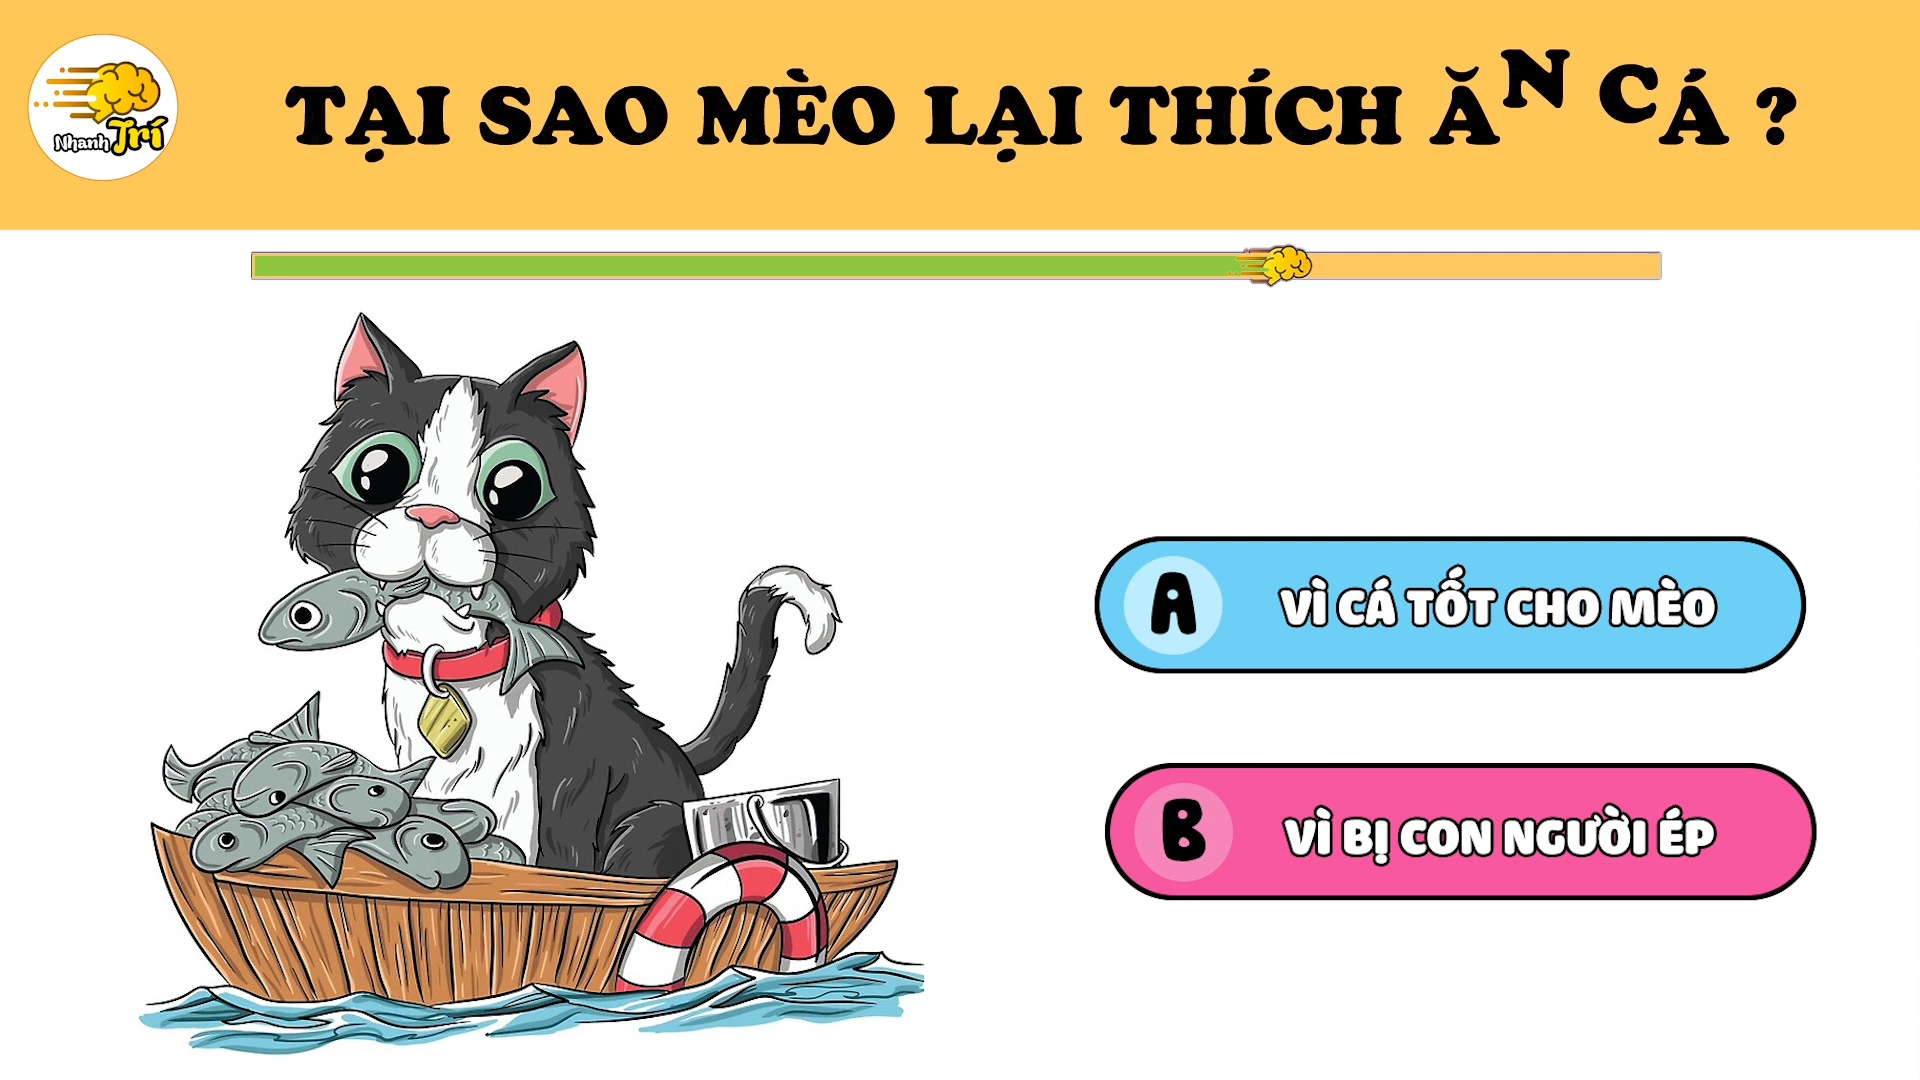 Nhanh Trí
TẠI SAO MÈO LẠI THÍCH ĂN CÁ ?
A VÌ CÁ TỐT CHO MÈO
B VÌ BỊ CON NGƯỜI ÉP